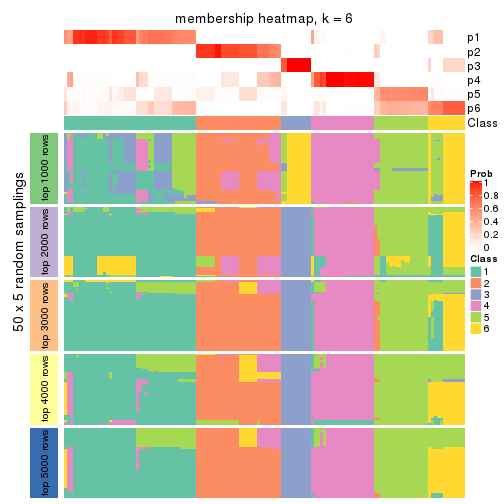 membership heatmap, k = 6
p1
p2
p3
p4
p5
p6
Class
50 x 5 random samplings
top 1000 rows
top 2000 rows
top 3000 rows
top 4000 rows
top 5000 rows
Prob
1
0.8
0.6
0.4
0.2
0
Class
1
2
3
4
5
6